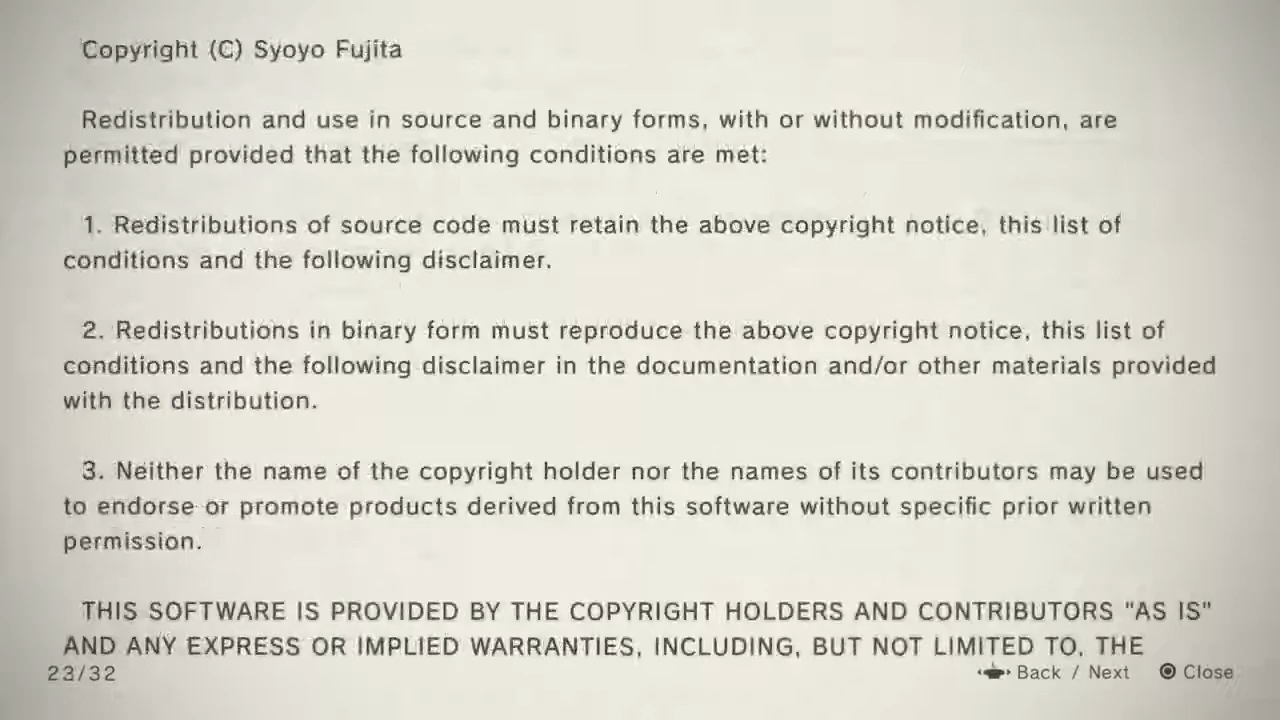 Copyright (C) Syoyo Fujita
Redistribution and use in source and binary forms, with or without modification, are
permitted provided that the following conditions are met:
1. Redistributions of source code must retain the above copyright notice, this list of
conditions and the following disclaimer.
2. Redistributions in binary form must reproduce the above copyright notice, this list of
conditions and the following disclaimer in the documentation and/or other materials provided
with the distribution.
3. Neither the name of the copyright holder nor the names of its contributors may be used
to endorse or promote products derived from this software without specific prior written
permission.
THIS SOFTWARE IS PROVIDED BY THE COPYRIGHT HOLDERS AND CONTRIBUTORS "AS IS"
AND ANY EXPRESS OR IMPLIED WARRANTIES, INCLUDING, BUT NOT LIMITED TO, THE
23/32 Back / Next Close